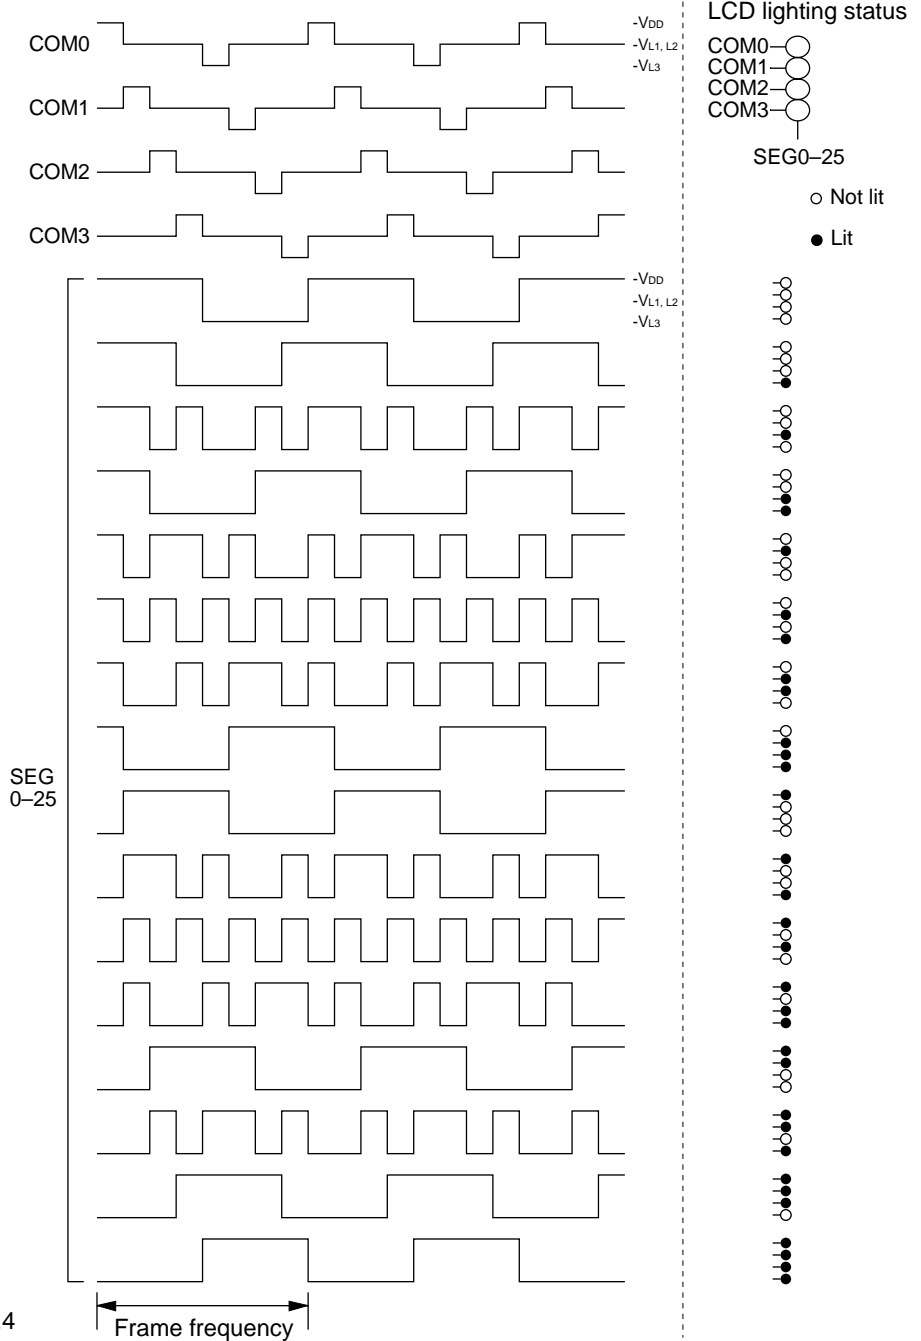 LCD lighting status
COM0
COM1
COM2
COM3
SEG0–25
Not lit
Lit
COM0
-VDD
-VL1, L2
-VL3
COM1
COM2
COM3
-VDD
-VL1, L2
-VL3
SEG
0–25
Frame frequency
4